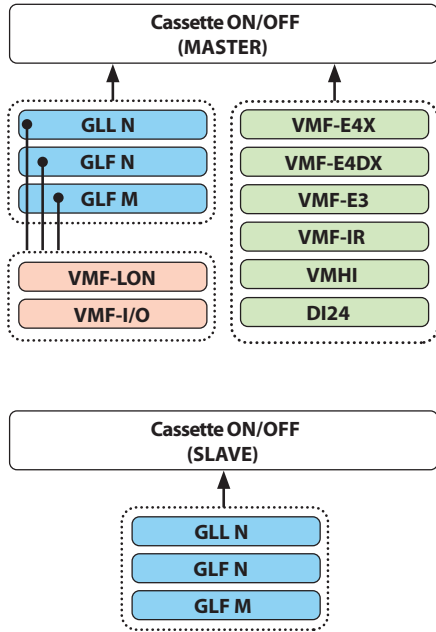 Cassette ON/OFF
(MASTER)
GLL N
GLF N
GLF M
VMF-LON
VMF-I/O
VMF-E4X
VMF-E4DX
VMF-E3
VMF-IR
VMHI
DI24
Cassette ON/OFF
(SLAVE)
GLL N
GLF N
GLF M